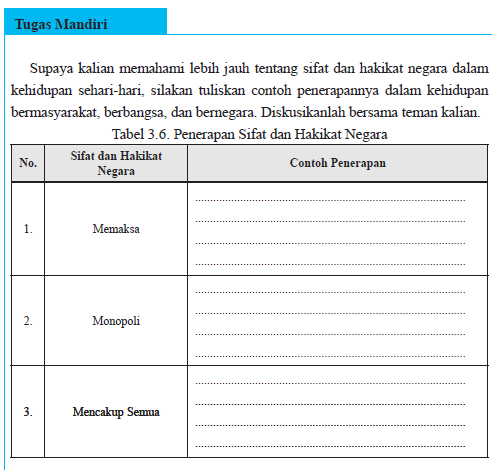 Tugas Mandiri
Supaya kalian memahami lebih jauh tentang sifat dan hakikat negara dalam
kehidupan sehari-hari, silakan tuliskan contoh penerapannya dalam kehidupan
bermasyarakat, berbangsa, dan bernegara. Diskusikanlah bersama teman kalian.
Tabel 3.6. Penerapan Sifat dan Hakikat Negara
No.
Sifat dan Hakikat
Negara
Contoh Penerapan
1.
Memaksa
2.
Monopoli
3.
Mencakup Semua